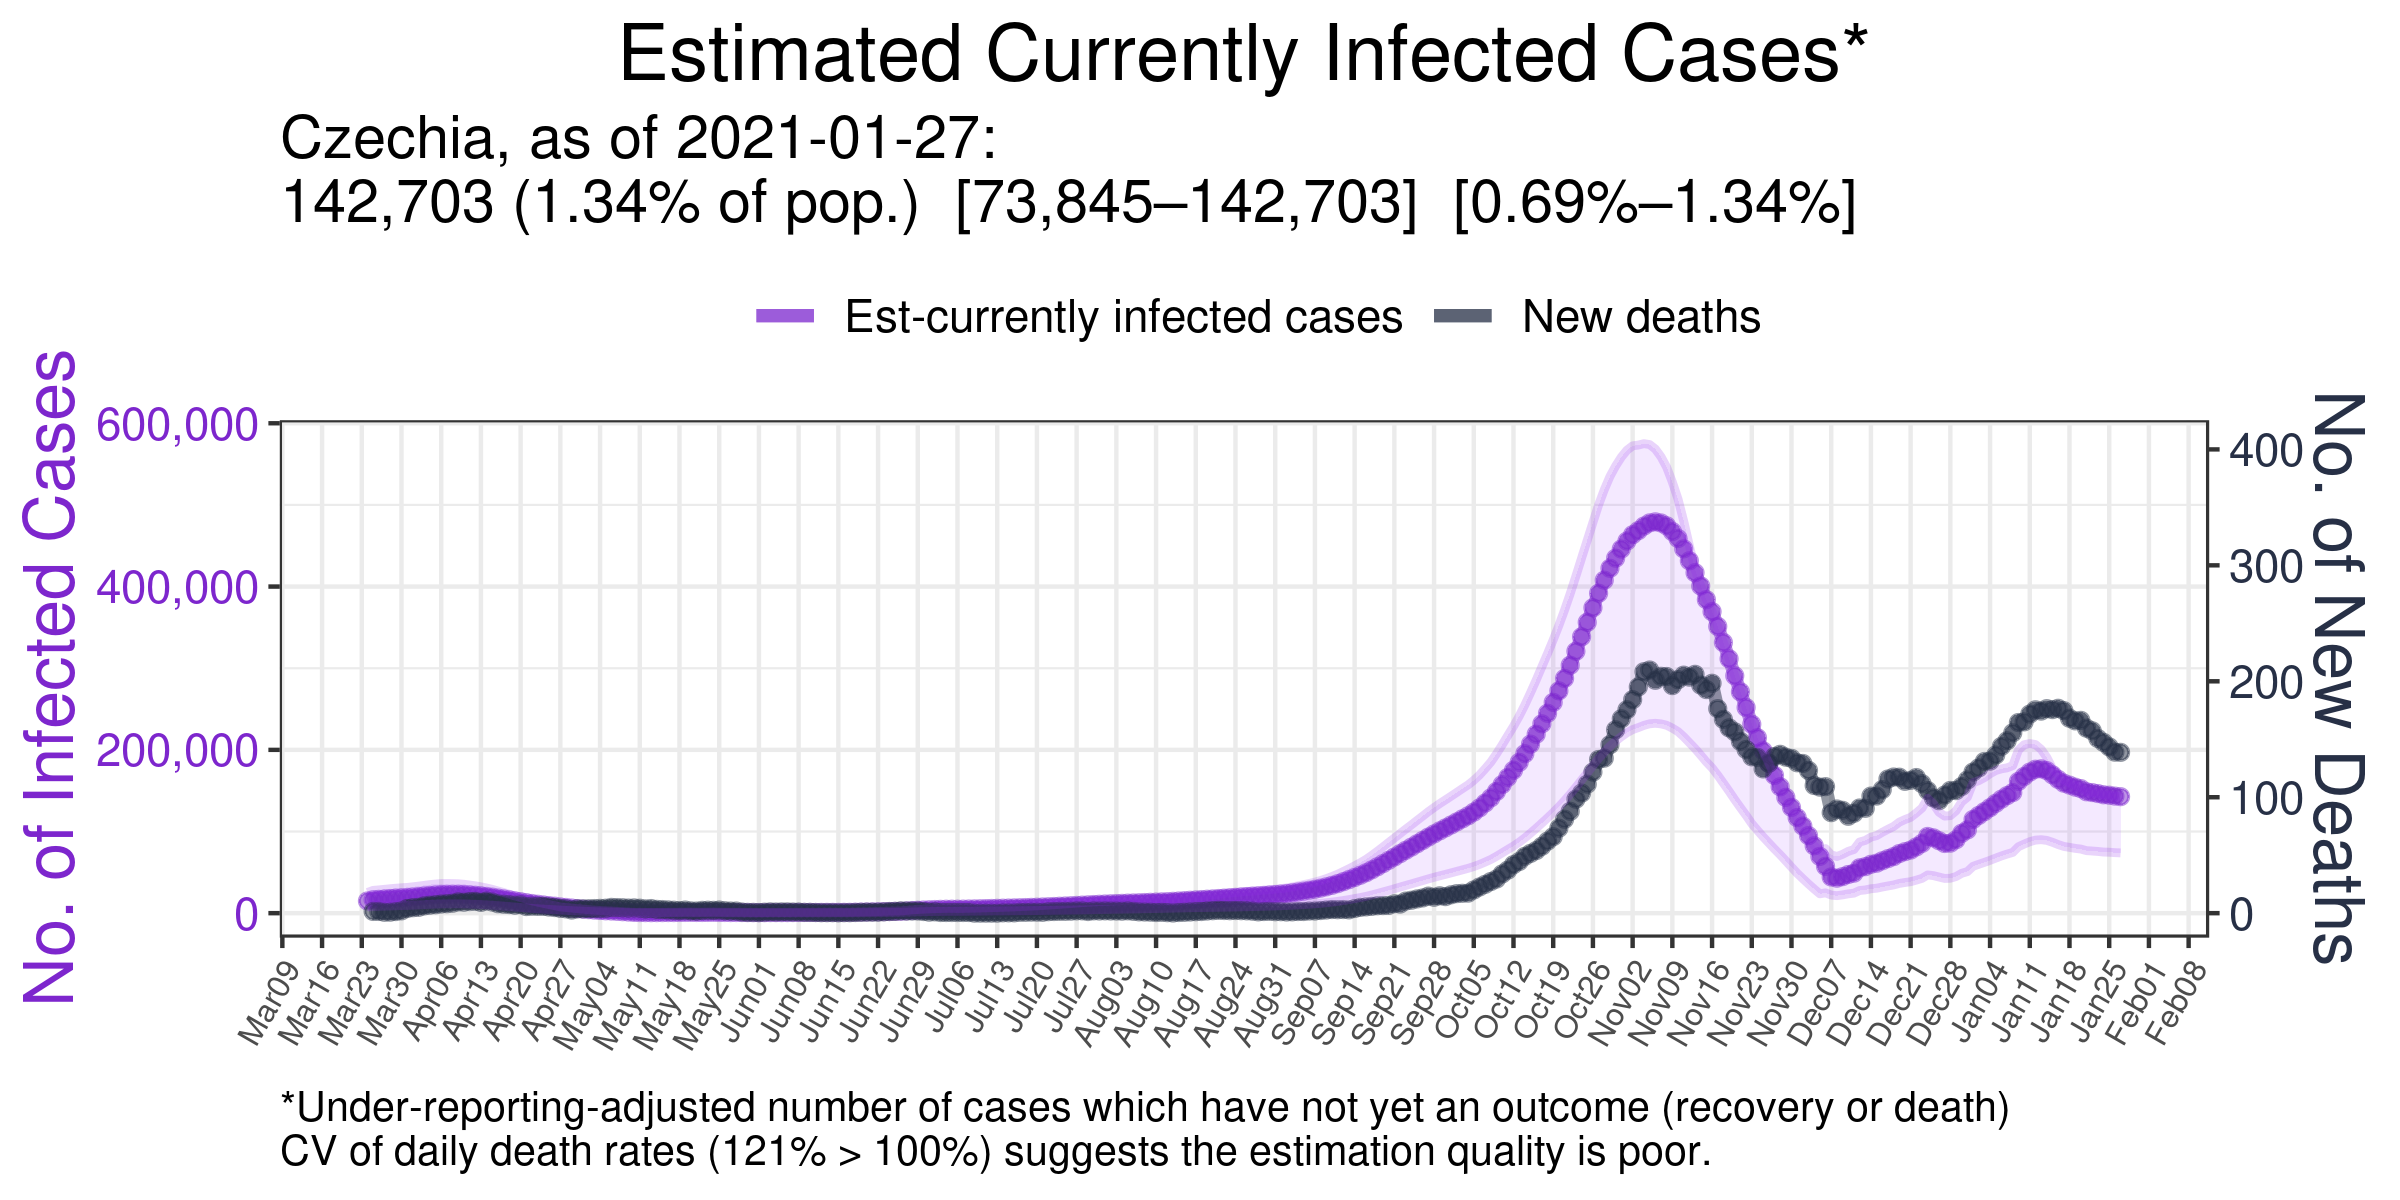 Estimated Currently Infected Cases*
Czechia, as of 2021-01-27:
142,703 (1.34% of pop.)  [73,845–142,703]  [0.69%–1.34%]
Est-currently infected cases
New deaths
No. of Infected Cases
600,000
400,000
200,000
0
400
300
200
100
0
No. of New Deaths
Mar09
Mar16
Mar23
Mar30
Apr06
Apr13
Apr20
Apr27
May04
May11
May18
May25
Jun01
Jun08
Jun15
Jun22
Jun29
Jul06
Jul13
Jul20
Jul27
Aug03
Aug10
Aug17
Aug24
Aug31
Sep07
Sep14
Sep21
Sep28
Oct05
Oct12
Oct19
Oct26
Nov02
Nov09
Nov16
Nov23
Nov30
Dec07
Dec14
Dec21
Dec28
Jan04
Jan11
Jan18
Jan25
Feb01
Feb08
*Under-reporting-adjusted number of cases which have not yet an outcome (recovery or death)
CV of daily death rates (121% > 100%) suggests the estimation quality is poor.